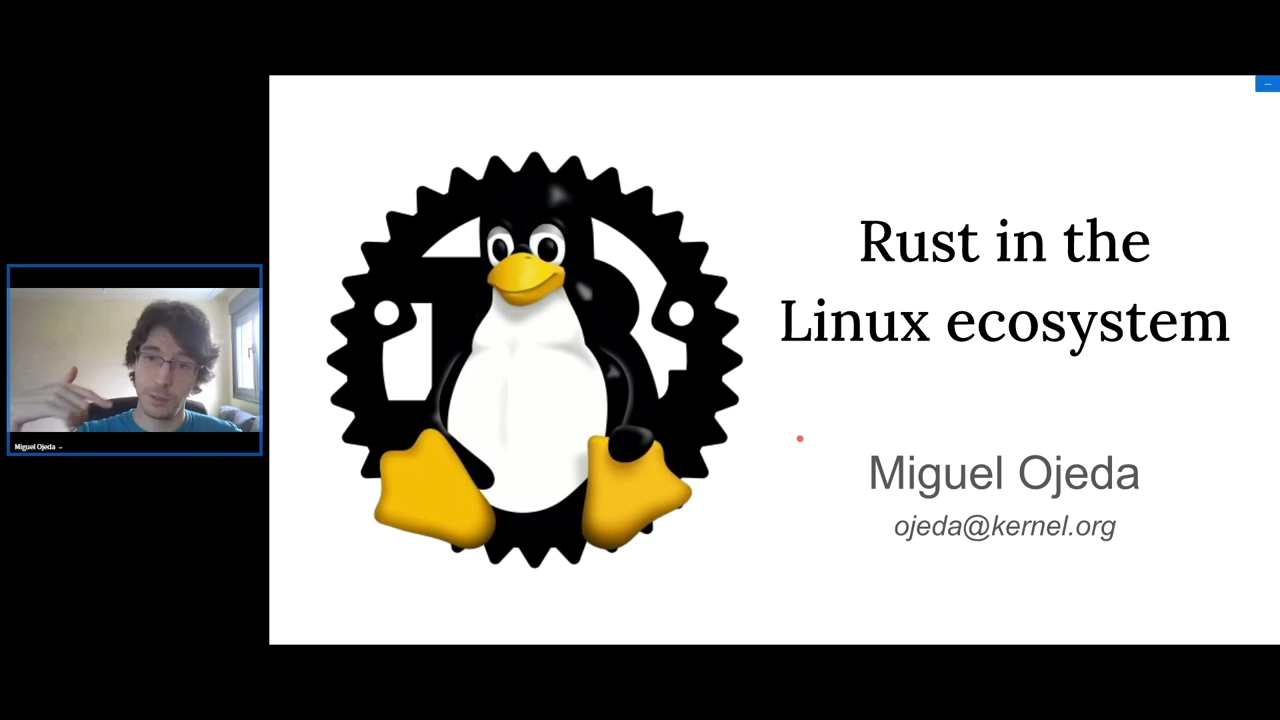 Rust in the
Linux ecosystem
Miguel Ojeda
ojeda@kernel.org
Miguel Ojeda